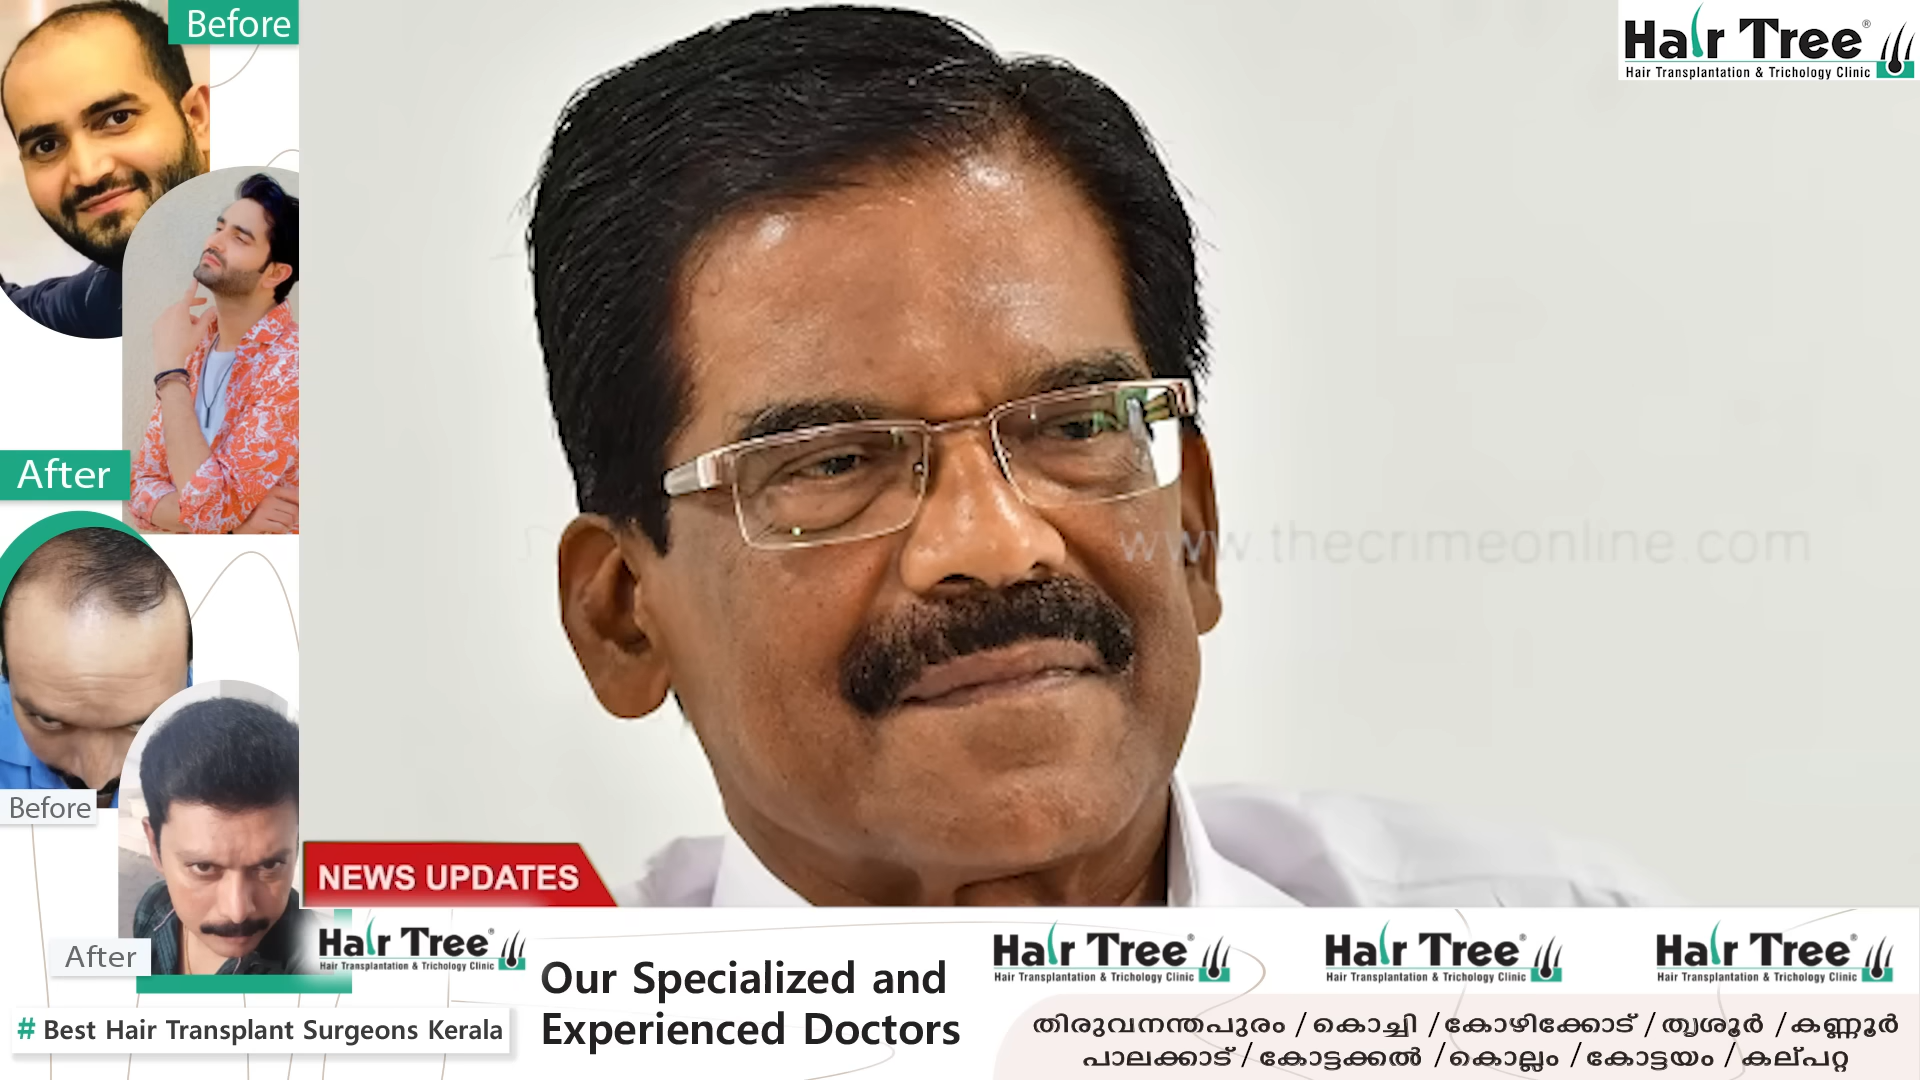 Before
Hair Tree®
Hair Transplantation & Trichology Clinic
After
www.thecrimeonline.com
Before
NEWS UPDATES
After
Hair Tree®
Hair Transplantation & Trichology Clinic
# Best Hair Transplant Surgeons Kerala
Our Specialized and
Experienced Doctors
Hair Tree®
Hair Transplantation & Trichology Clinic
Hair Tree®
Hair Transplantation & Trichology Clinic
Hair Tree®
Hair Transplantation & Trichology Clinic
തിരുവനന്തപുരം / കൊച്ചി / കോഴിക്കോട് / തൃശൂർ / കണ്ണൂർ
പാലക്കാട് / കോട്ടക്കൽ / കൊല്ലം / കോട്ടയം / കല്പറ്റ